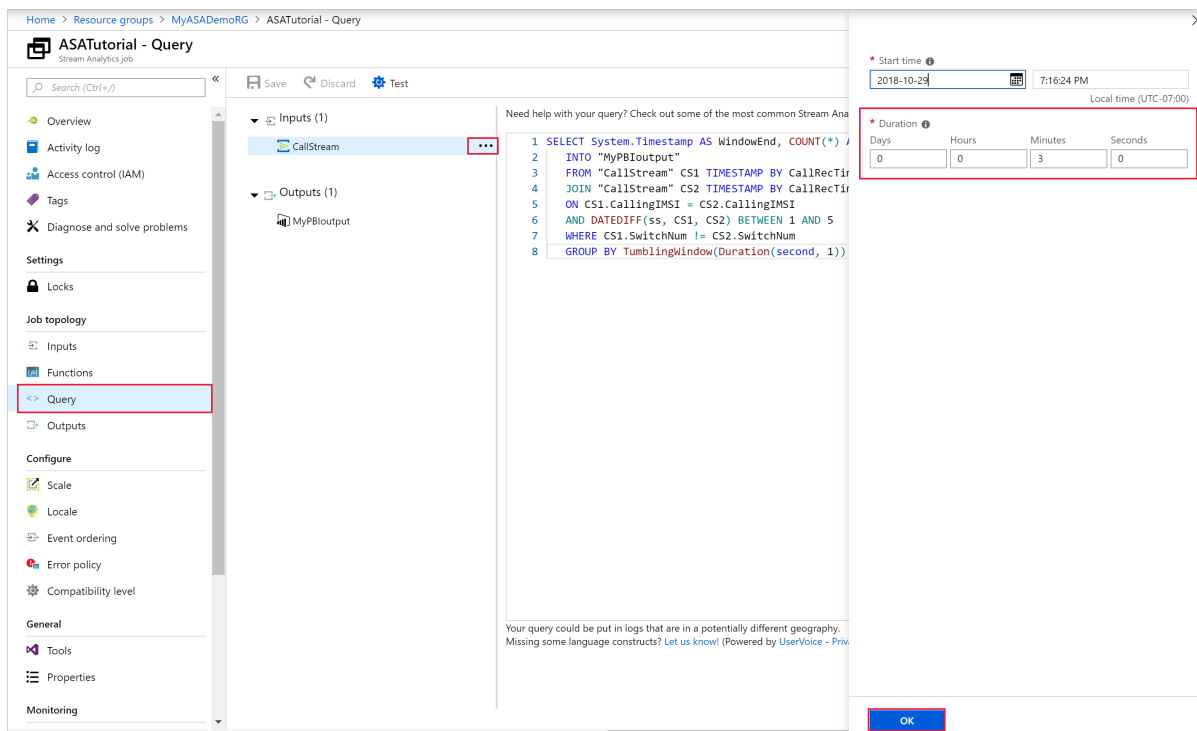 Home > Resource groups > MyASADemoRG > ASATutorial - Query
ASATutorial - Query
Stream Analytics job
Search (Ctrl+/)
«
Overview
Activity log
Access control (IAM)
Tags
Diagnose and solve problems
Settings
Locks
Job topology
Inputs
Functions
<> Query
Outputs
Configure
Scale
Locale
Event ordering
Error policy
Compatibility level
General
Tools
Properties
Monitoring
Save Discard Test
Inputs (1)
CallStream
Outputs (1)
MyPBIoutput
Need help with your query? Check out some of the most common Stream Ana
1 SELECT System.Timestamp AS WindowEnd, COUNT(*) A
2 INTO "MyPBIoutput"
3 FROM "CallStream" CS1 TIMESTAMP BY CallRecTin
4 JOIN "CallStream" CS2 TIMESTAMP BY CallRecTin
5 ON CS1.CallingIMSI = CS2.CallingIMSI
6 AND DATEDIFF(ss, CS1, CS2) BETWEEN 1 AND 5
7 WHERE CS1.SwitchNum != CS2.SwitchNum
8 GROUP BY TumblingWindow(Duration(second, 1))
Your query could be put in logs that are in a potentially different geography.
Missing some language constructs? Let us know! (Powered by UserVoice - Priv
* Start time
2018-10-29 7:16:24 PM
Local time (UTC-07:00)
* Duration
Days Hours Minutes Seconds
0 0 3 0
OK